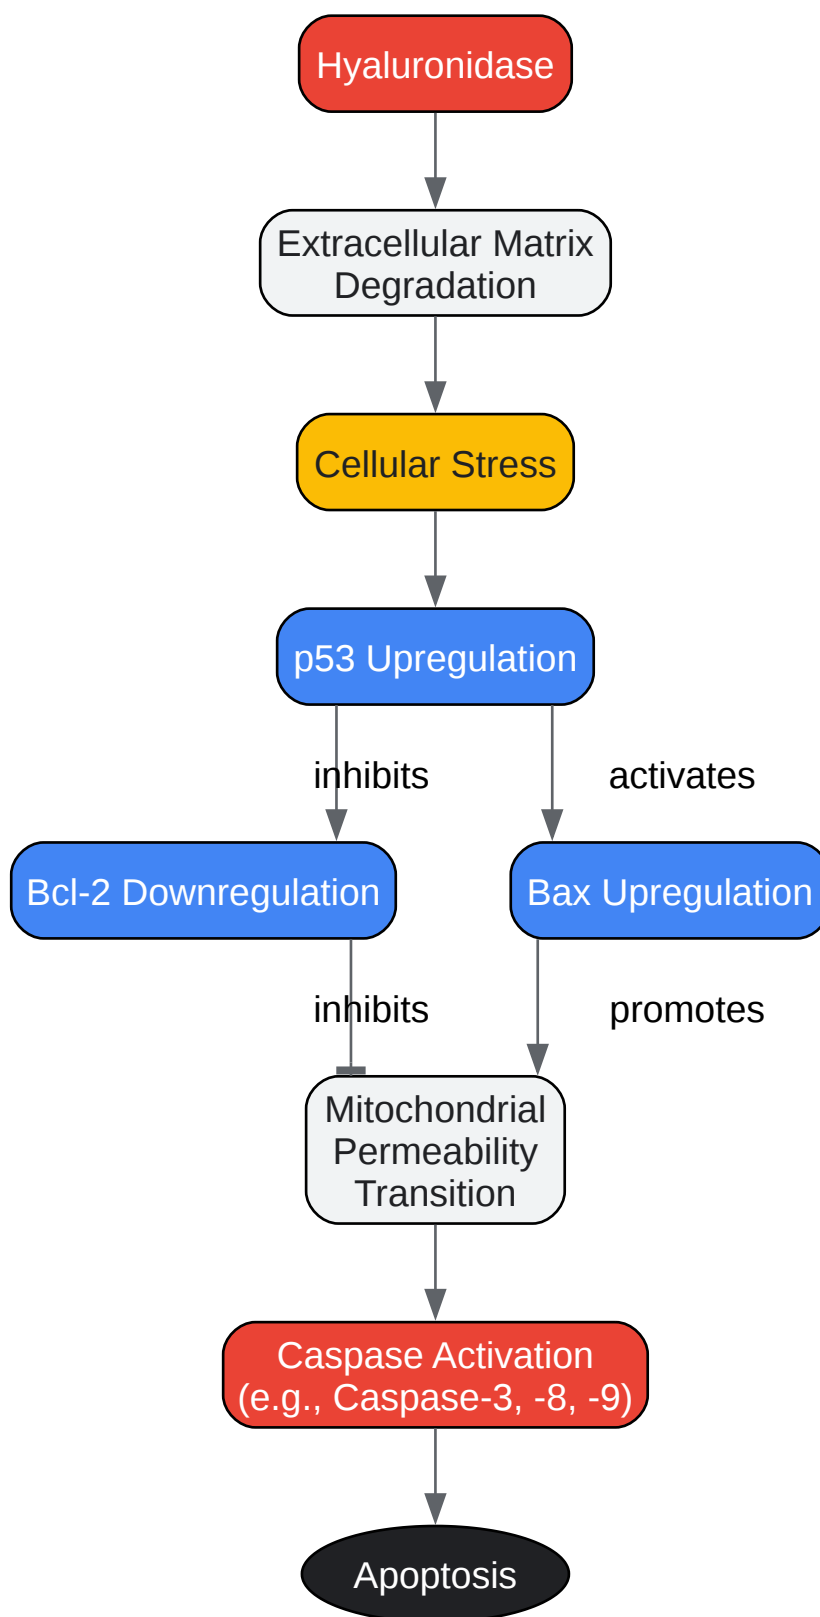 Hyaluronidase
Extracellular Matrix
Degradation
Cellular Stress
p53 Upregulation
inhibits
activates
Bcl-2 Downregulation
Bax Upregulation
inhibits
promotes
Mitochondrial
Permeability
Transition
Caspase Activation
(e.g., Caspase-3, -8, -9)
Apoptosis